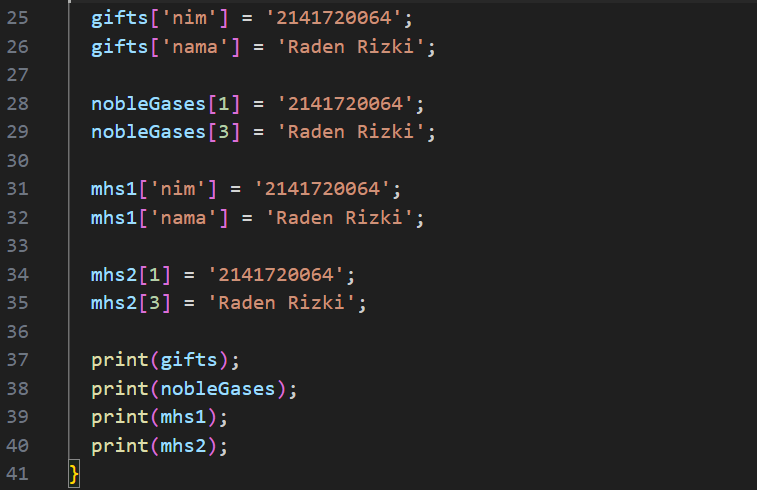 25 gifts['nim'] = '2141720064';
26 gifts['nama'] = 'Raden Rizki';
27
28 nobleGases[1] = '2141720064';
29 nobleGases[3] = 'Raden Rizki';
30
31 mhs1['nim'] = '2141720064';
32 mhs1['nama'] = 'Raden Rizki';
33
34 mhs2[1] = '2141720064';
35 mhs2[3] = 'Raden Rizki';
36
37 print(gifts);
38 print(nobleGases);
39 print(mhs1);
40 print(mhs2);
41 }